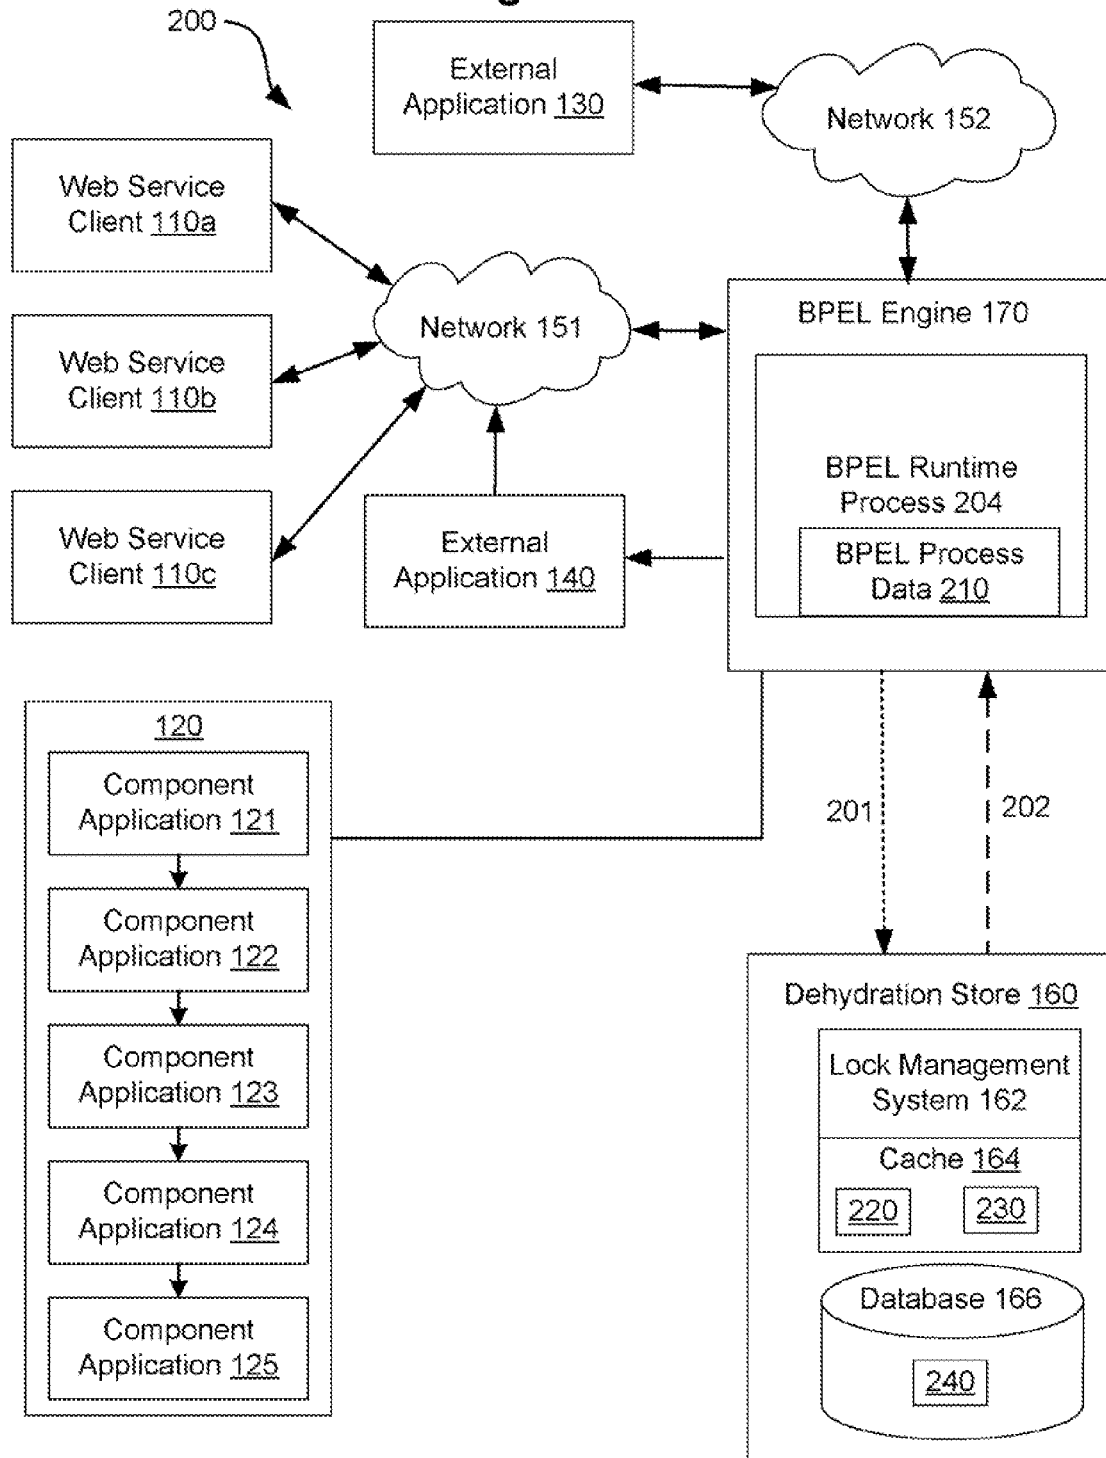 200
External
Application 130
Network 152
Web Service
Client 110a
Network 151
BPEL Engine 170
Web Service
Client 110b
BPEL Runtime
Process 204
Web Service
Client 110c
External
Application 140
BPEL Process
Data 210
120
Component
Application 121
201
202
Component
Application 122
Dehydration Store 160
Component
Application 123
Lock Management
System 162
Cache 164
Component
Application 124
220
230
Database 166
Component
Application 125
240